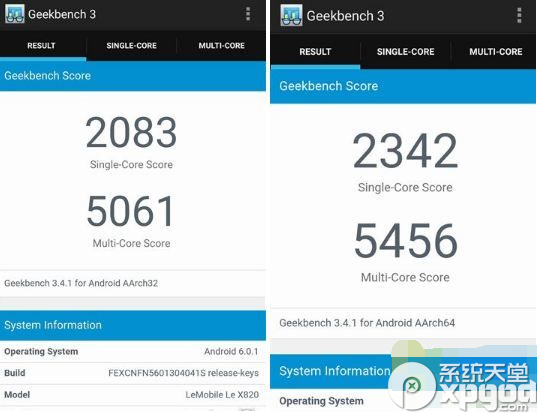 Geekbench 3
RESULT SINGLE-CORE MULTI-CORE
Geekbench Score
2083
Single-Core Score
5061
Multi-Core Score
Geekbench 3.4.1 for Android AArch32
System Information
Operating System Android 6.0.1
Build FEXCNFN5601304041S release-keys
Model LeMobile Le X820
Geekbench 3
RESULT SINGLE-CORE MULTI-CORE
Geekbench Score
2342
Single-Core Score
5456
Multi-Core Score
Geekbench 3.4.1 for Android AArch64
System Information
Operating System
系统天堂
xpgod.com